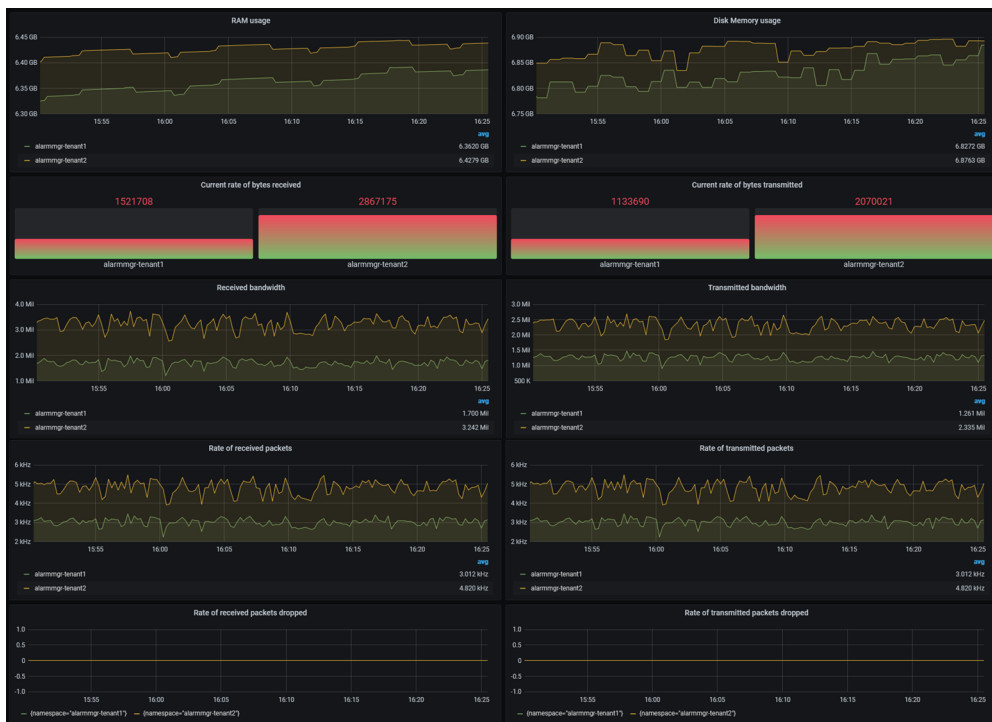 RAM usage
6.45 GB
6.40 GB
6.35 GB
6.30 GB
15:55 16:00 16:05 16:10 16:15 16:20 16:25
avg
alarmmgr-tenant1 6.3620 GB
alarmmgr-tenant2 6.4279 GB
Disk Memory usage
6.90 GB
6.85 GB
6.80 GB
6.75 GB
15:55 16:00 16:05 16:10 16:15 16:20 16:25
avg
alarmmgr-tenant1 6.8272 GB
alarmmgr-tenant2 6.8763 GB
Current rate of bytes received
1521708 2867175
alarmmgr-tenant1 alarmmgr-tenant2
Current rate of bytes transmitted
1133690 2070021
alarmmgr-tenant1 alarmmgr-tenant2
Received bandwidth
4.0 Mil
3.0 Mil
2.0 Mil
1.0 Mil
15:55 16:00 16:05 16:10 16:15 16:20 16:25
avg
alarmmgr-tenant1 1.700 Mil
alarmmgr-tenant2 3.242 Mil
Transmitted bandwidth
3.0 Mil
2.5 Mil
2.0 Mil
1.5 Mil
1.0 Mil
500 K
15:55 16:00 16:05 16:10 16:15 16:20 16:25
avg
alarmmgr-tenant1 1.261 Mil
alarmmgr-tenant2 2.335 Mil
Rate of received packets
6 kHz
5 kHz
4 kHz
3 kHz
2 kHz
15:55 16:00 16:05 16:10 16:15 16:20 16:25
avg
alarmmgr-tenant1 3.012 kHz
alarmmgr-tenant2 4.820 kHz
Rate of transmitted packets
6 kHz
5 kHz
4 kHz
3 kHz
2 kHz
15:55 16:00 16:05 16:10 16:15 16:20 16:25
avg
alarmmgr-tenant1 3.012 kHz
alarmmgr-tenant2 4.820 kHz
Rate of received packets dropped
1.0
0.5
0
-0.5
-1.0
15:55 16:00 16:05 16:10 16:15 16:20 16:25
{namespace="alarmmgr-tenant1"} {namespace="alarmmgr-tenant2"}
Rate of transmitted packets dropped
1.0
0.5
0
-0.5
-1.0
15:55 16:00 16:05 16:10 16:15 16:20 16:25
{namespace="alarmmgr-tenant1"} {namespace="alarmmgr-tenant2"}